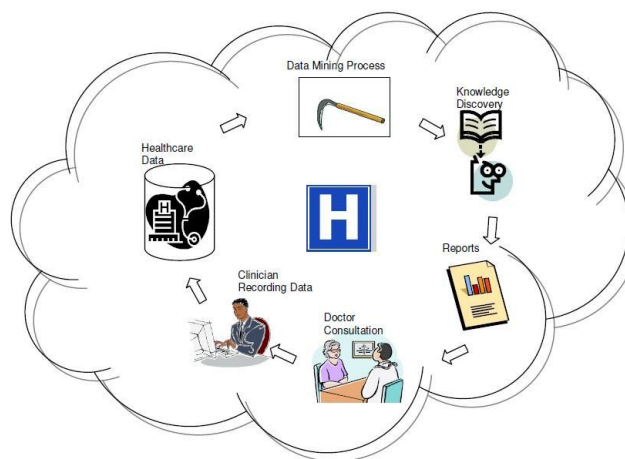 Data Mining Process
Knowledge
Discovery
Healthcare
Data
H
H
Reports
Clinician
Recording Data
Doctor
Consultation